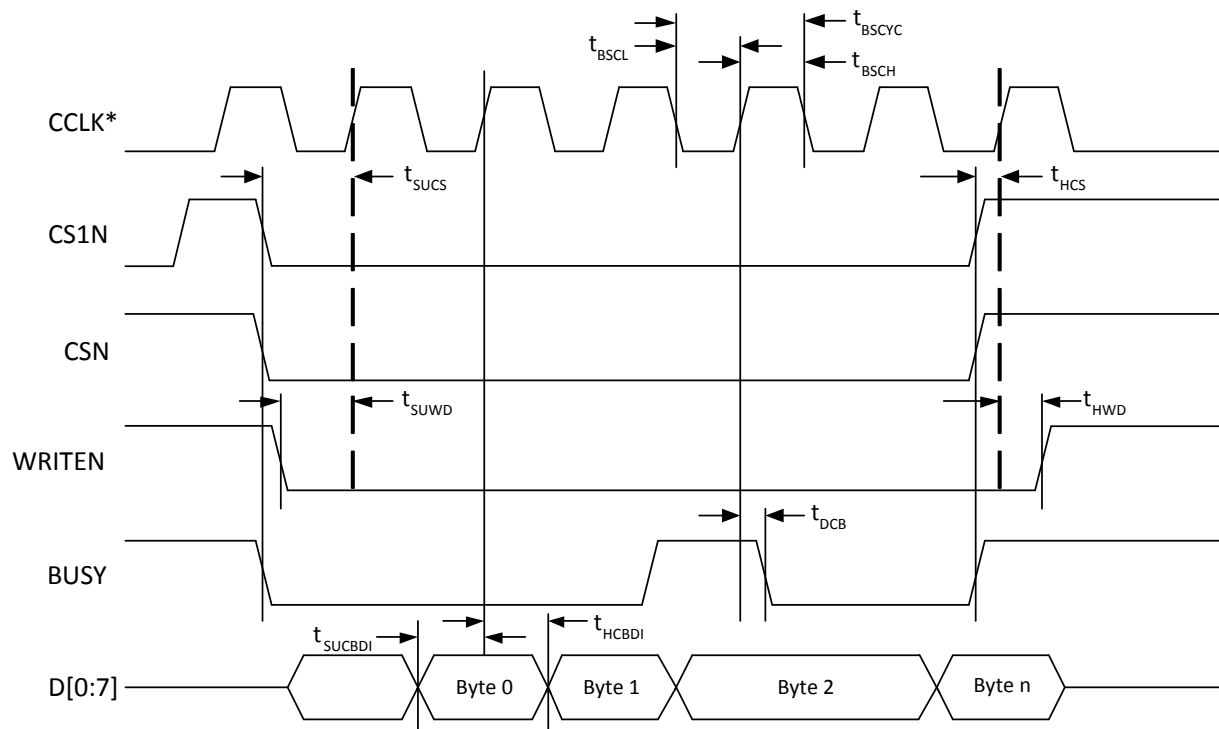 t_BSCYC
t_BSCL
t_BSCH
CCLK*
t_SUCS
t_HCS
CS1N
CSN
t_SUWD
t_HWD
WRITEN
t_DCB
BUSY
t_SUCBDI
t_HCBDI
D[0:7] Byte 0 Byte 1 Byte 2 Byte n